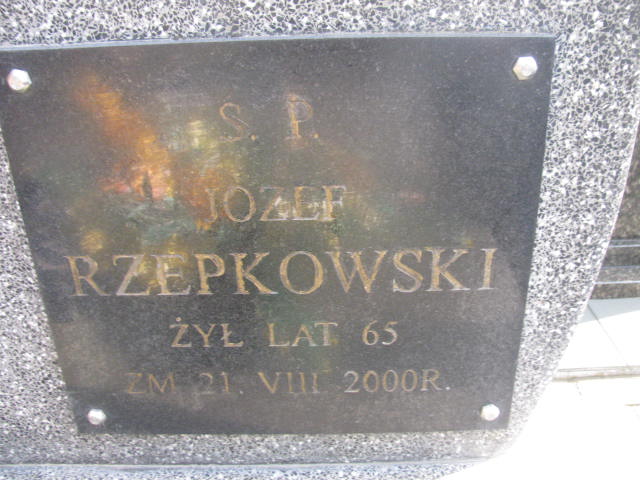 Ś. P.
JÓZEF
RZEPKOWSKI
ŻYŁ LAT 65
ZM 21. VIII 2000R.